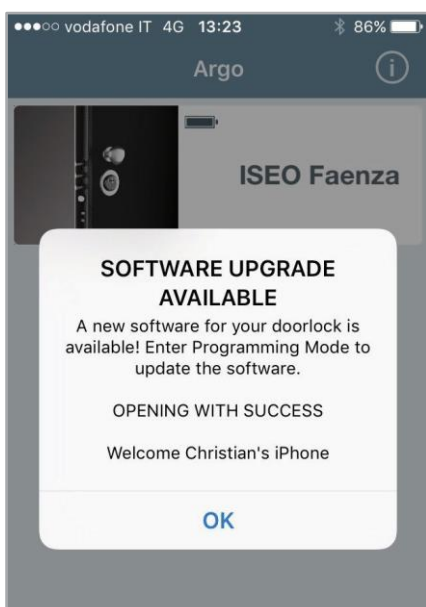 vodafone IT 4G 13:23 86%
Argo
i
ISEO Faenza
SOFTWARE UPGRADE
AVAILABLE
A new software for your doorlock is
available! Enter Programming Mode to
update the software.
OPENING WITH SUCCESS
Welcome Christian's iPhone
OK